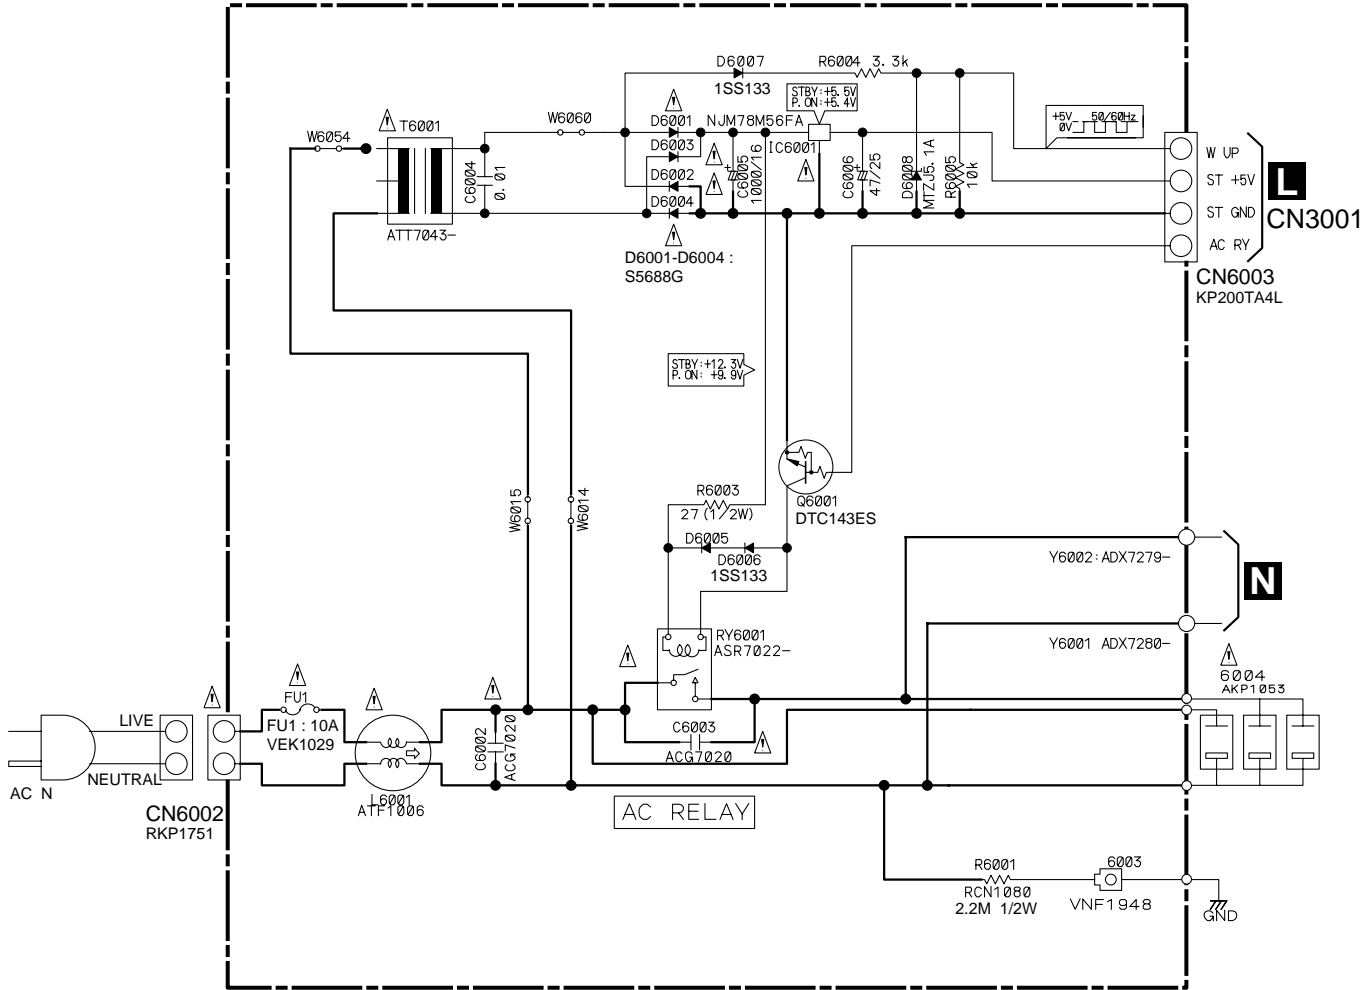 D6007
1SS133
R6004 3.3k
STBY:+5.5V
P.ON:+5.4V
+5V
0V
50/60Hz
W6054
T6001
W6060
D6001
NJM78M56FA
IC6001
D6003
D6002
D6004
C6004
0.01
C6005
1000/16
C6006
47/25
D6008
MTZJ5.1A
R6005
10k
W UP
ST +5V
ST GND
AC RY
L
CN3001
ATT7043-
D6001-D6004 :
S5688G
CN6003
KP200TA4L
STBY:+12.3V
P.ON: +9.9V
W6015
W6014
R6003
27(1/2W)
Q6001
DTC143ES
D6005
D6006
1SS133
Y6002:ADX7279-
N
RY6001
ASR7022-
Y6001 ADX7280-
6004
AKP1053
FU1
FU1 : 10A
VEK1029
LIVE
NEUTRAL
AC N
CN6002
RKP1751
L6001
ATF1006
C6002
ACG7020
C6003
ACG7020
AC RELAY
R6001
RCN1080
2.2M 1/2W
6003
VNF1948
GND